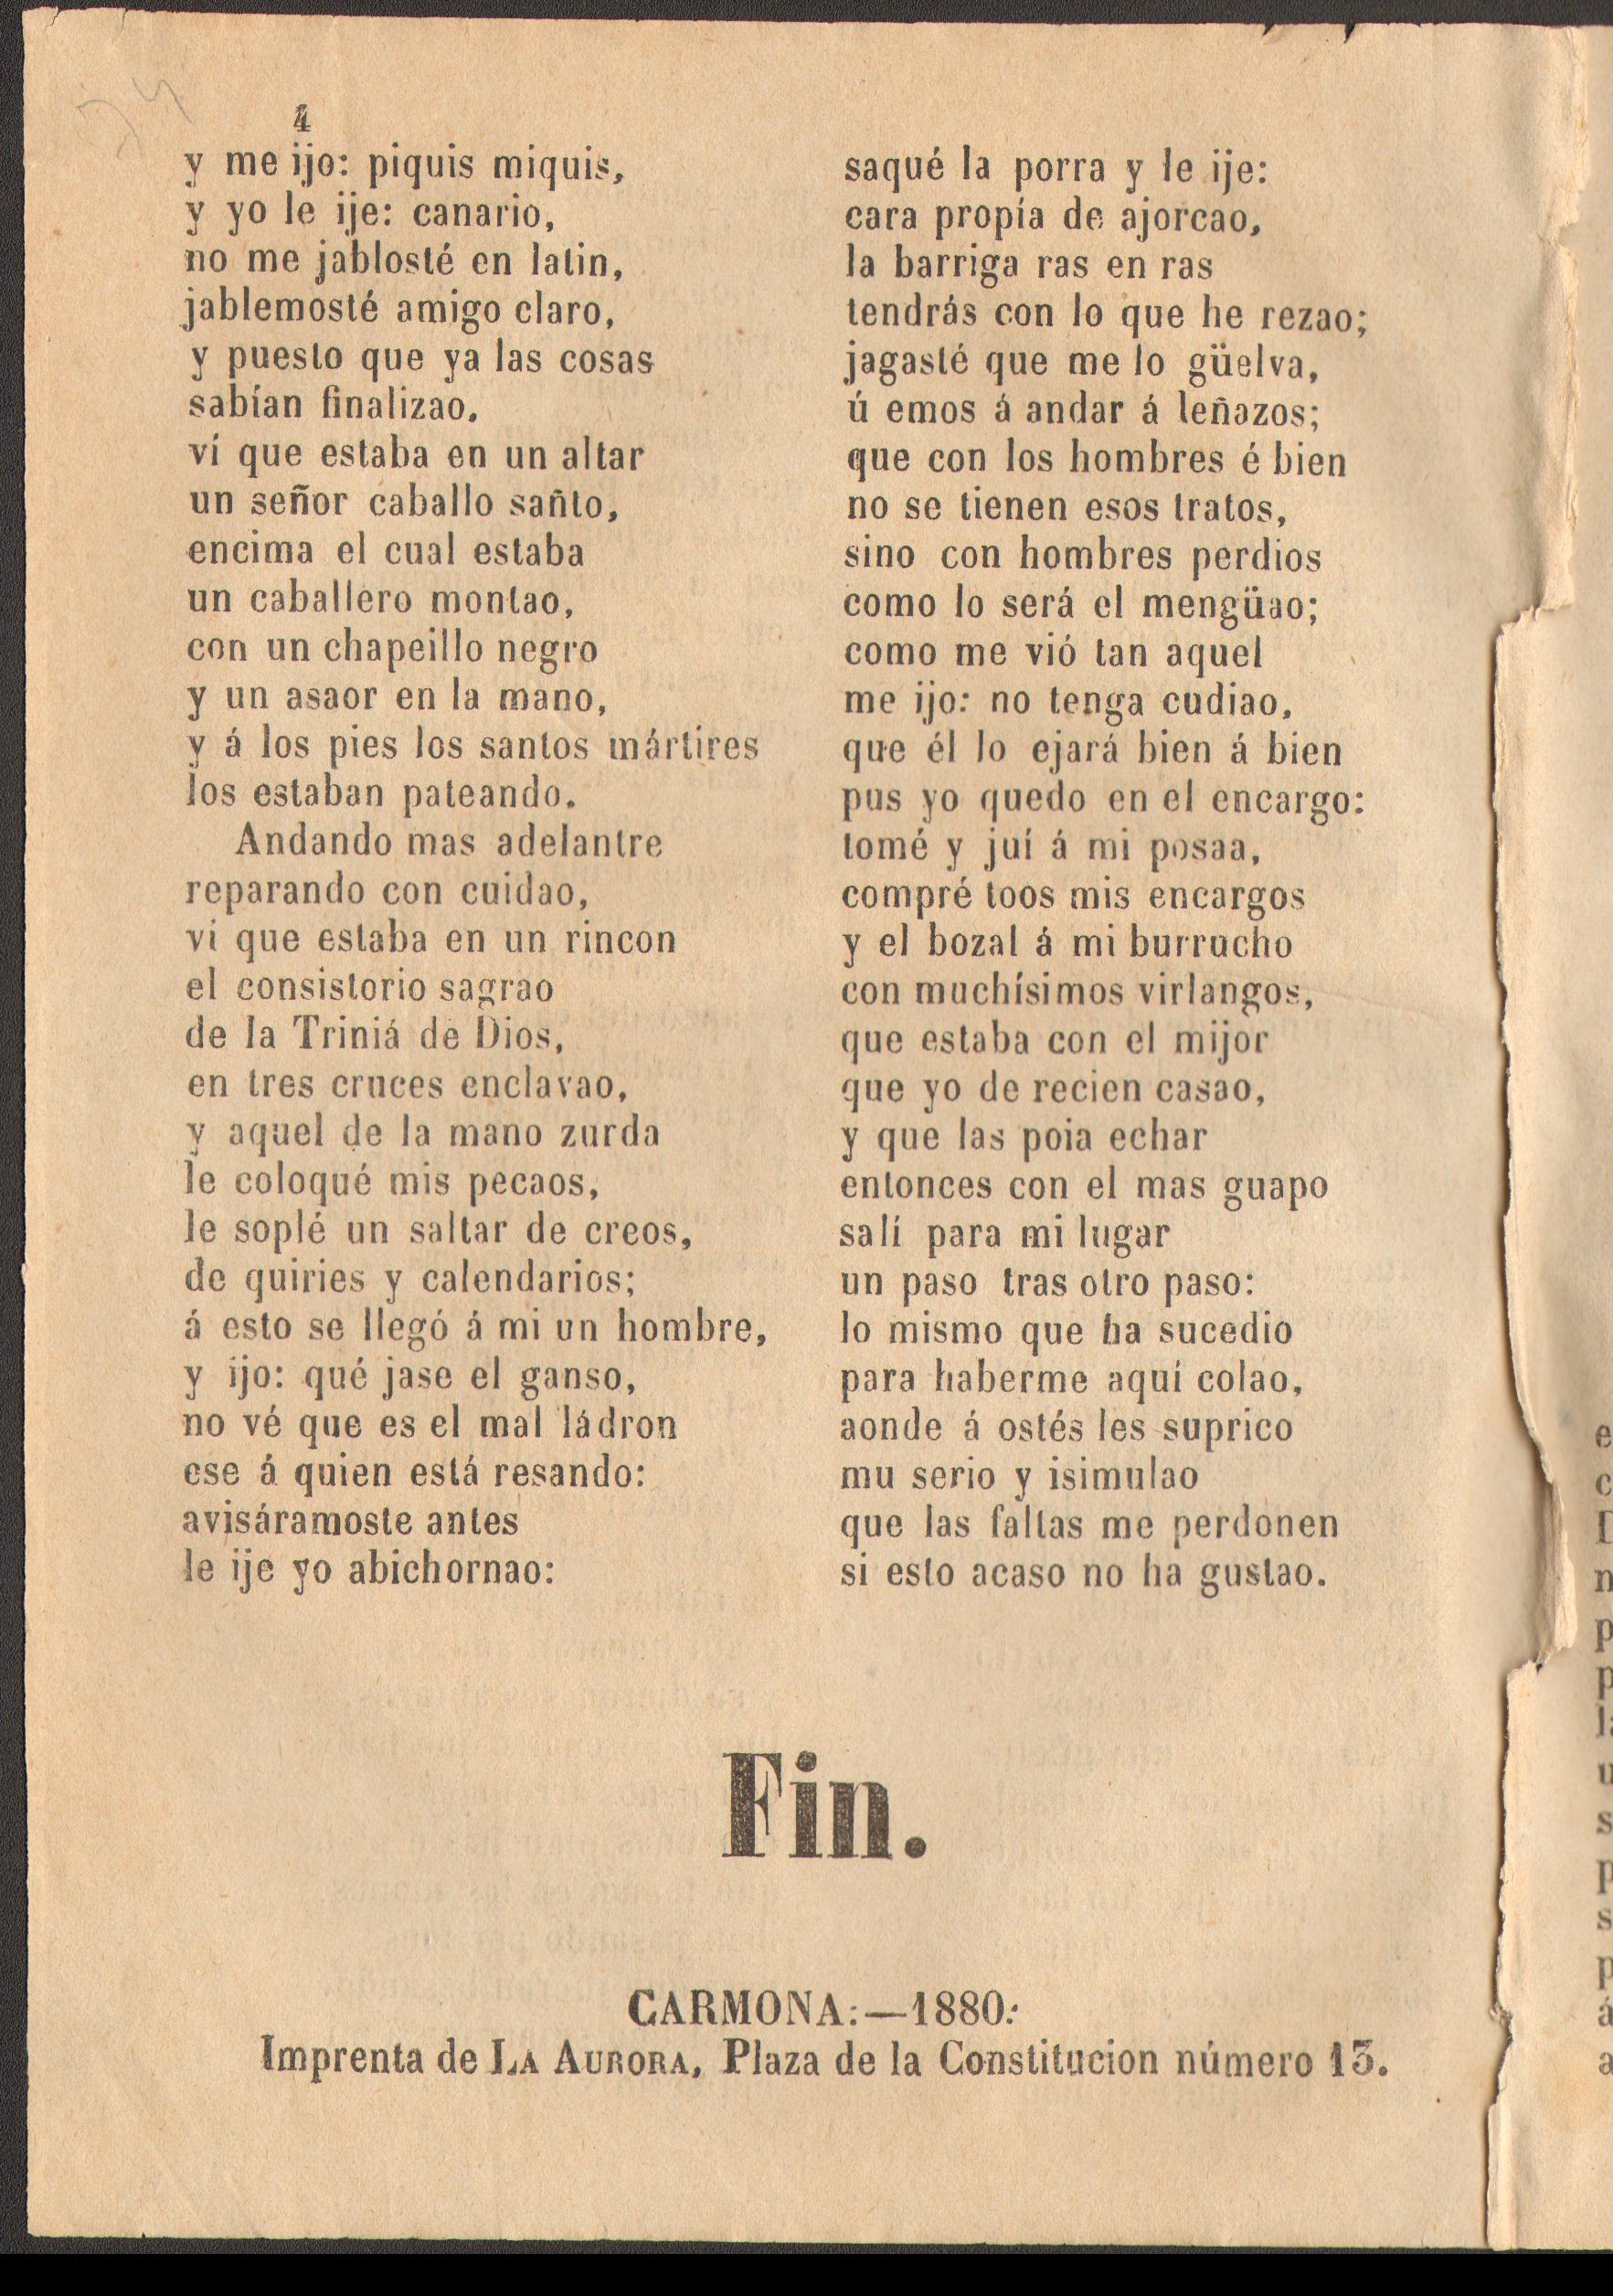 4
y me ijo: piquis miquis,
y yo le ije: canario,
no me jablosté en latin,
jablemosté amigo claro,
y puesto que ya las cosas
sabían finalizao.
ví que estaba en un altar
un señor caballo sañto,
encima el cual estaba
un caballero montao,
con un chapeillo negro
y un asaor en la mano,
y á los pies los santos mártires
los estaban pateando.
Andando mas adelantre
reparando con cuidao,
vi que estaba en un rincon
el consistorio sagrao
de la Triniá de Dios,
en tres cruces enclavao,
y aquel de la mano zurda
le coloqué mis pecaos,
le soplé un saltar de creos,
de quiries y calendarios;
á esto se llegó á mi un hombre,
y ijo: qué jase el ganso,
no vé que es el mal ládron
ese á quien está resando:
avisáramoste antes
le ije yo abichornao:
saqué la porra y le ije:
cara propía de ajorcao,
la barriga ras en ras
tendrás con lo que he rezao;
jagasté que me lo güelva,
ú emos á andar á leñazos;
que con los hombres é bien
no se tienen esos tratos,
sino con hombres perdios
como lo será el mengüao;
como me vió tan aquel
me ijo: no tenga cudiao,
que él lo ejará bien á bien
pus yo quedo en el encargo:
tomé y juí á mi posaa,
compré toos mis encargos
y el bozal á mi burrucho
con muchísimos virlangos,
que estaba con el mijor
que yo de recien casao,
y que las poia echar
entonces con el mas guapo
salí para mi lugar
un paso tras otro paso:
lo mismo que ha sucedio
para haberme aquí colao,
aonde á ostés les suprico
mu serio y isimulao
que las faltas me perdonen
si esto acaso no ha gustao.
Fin.
CARMONA:—1880:
Imprenta de LA AURORA, Plaza de la Constitucion número 13.